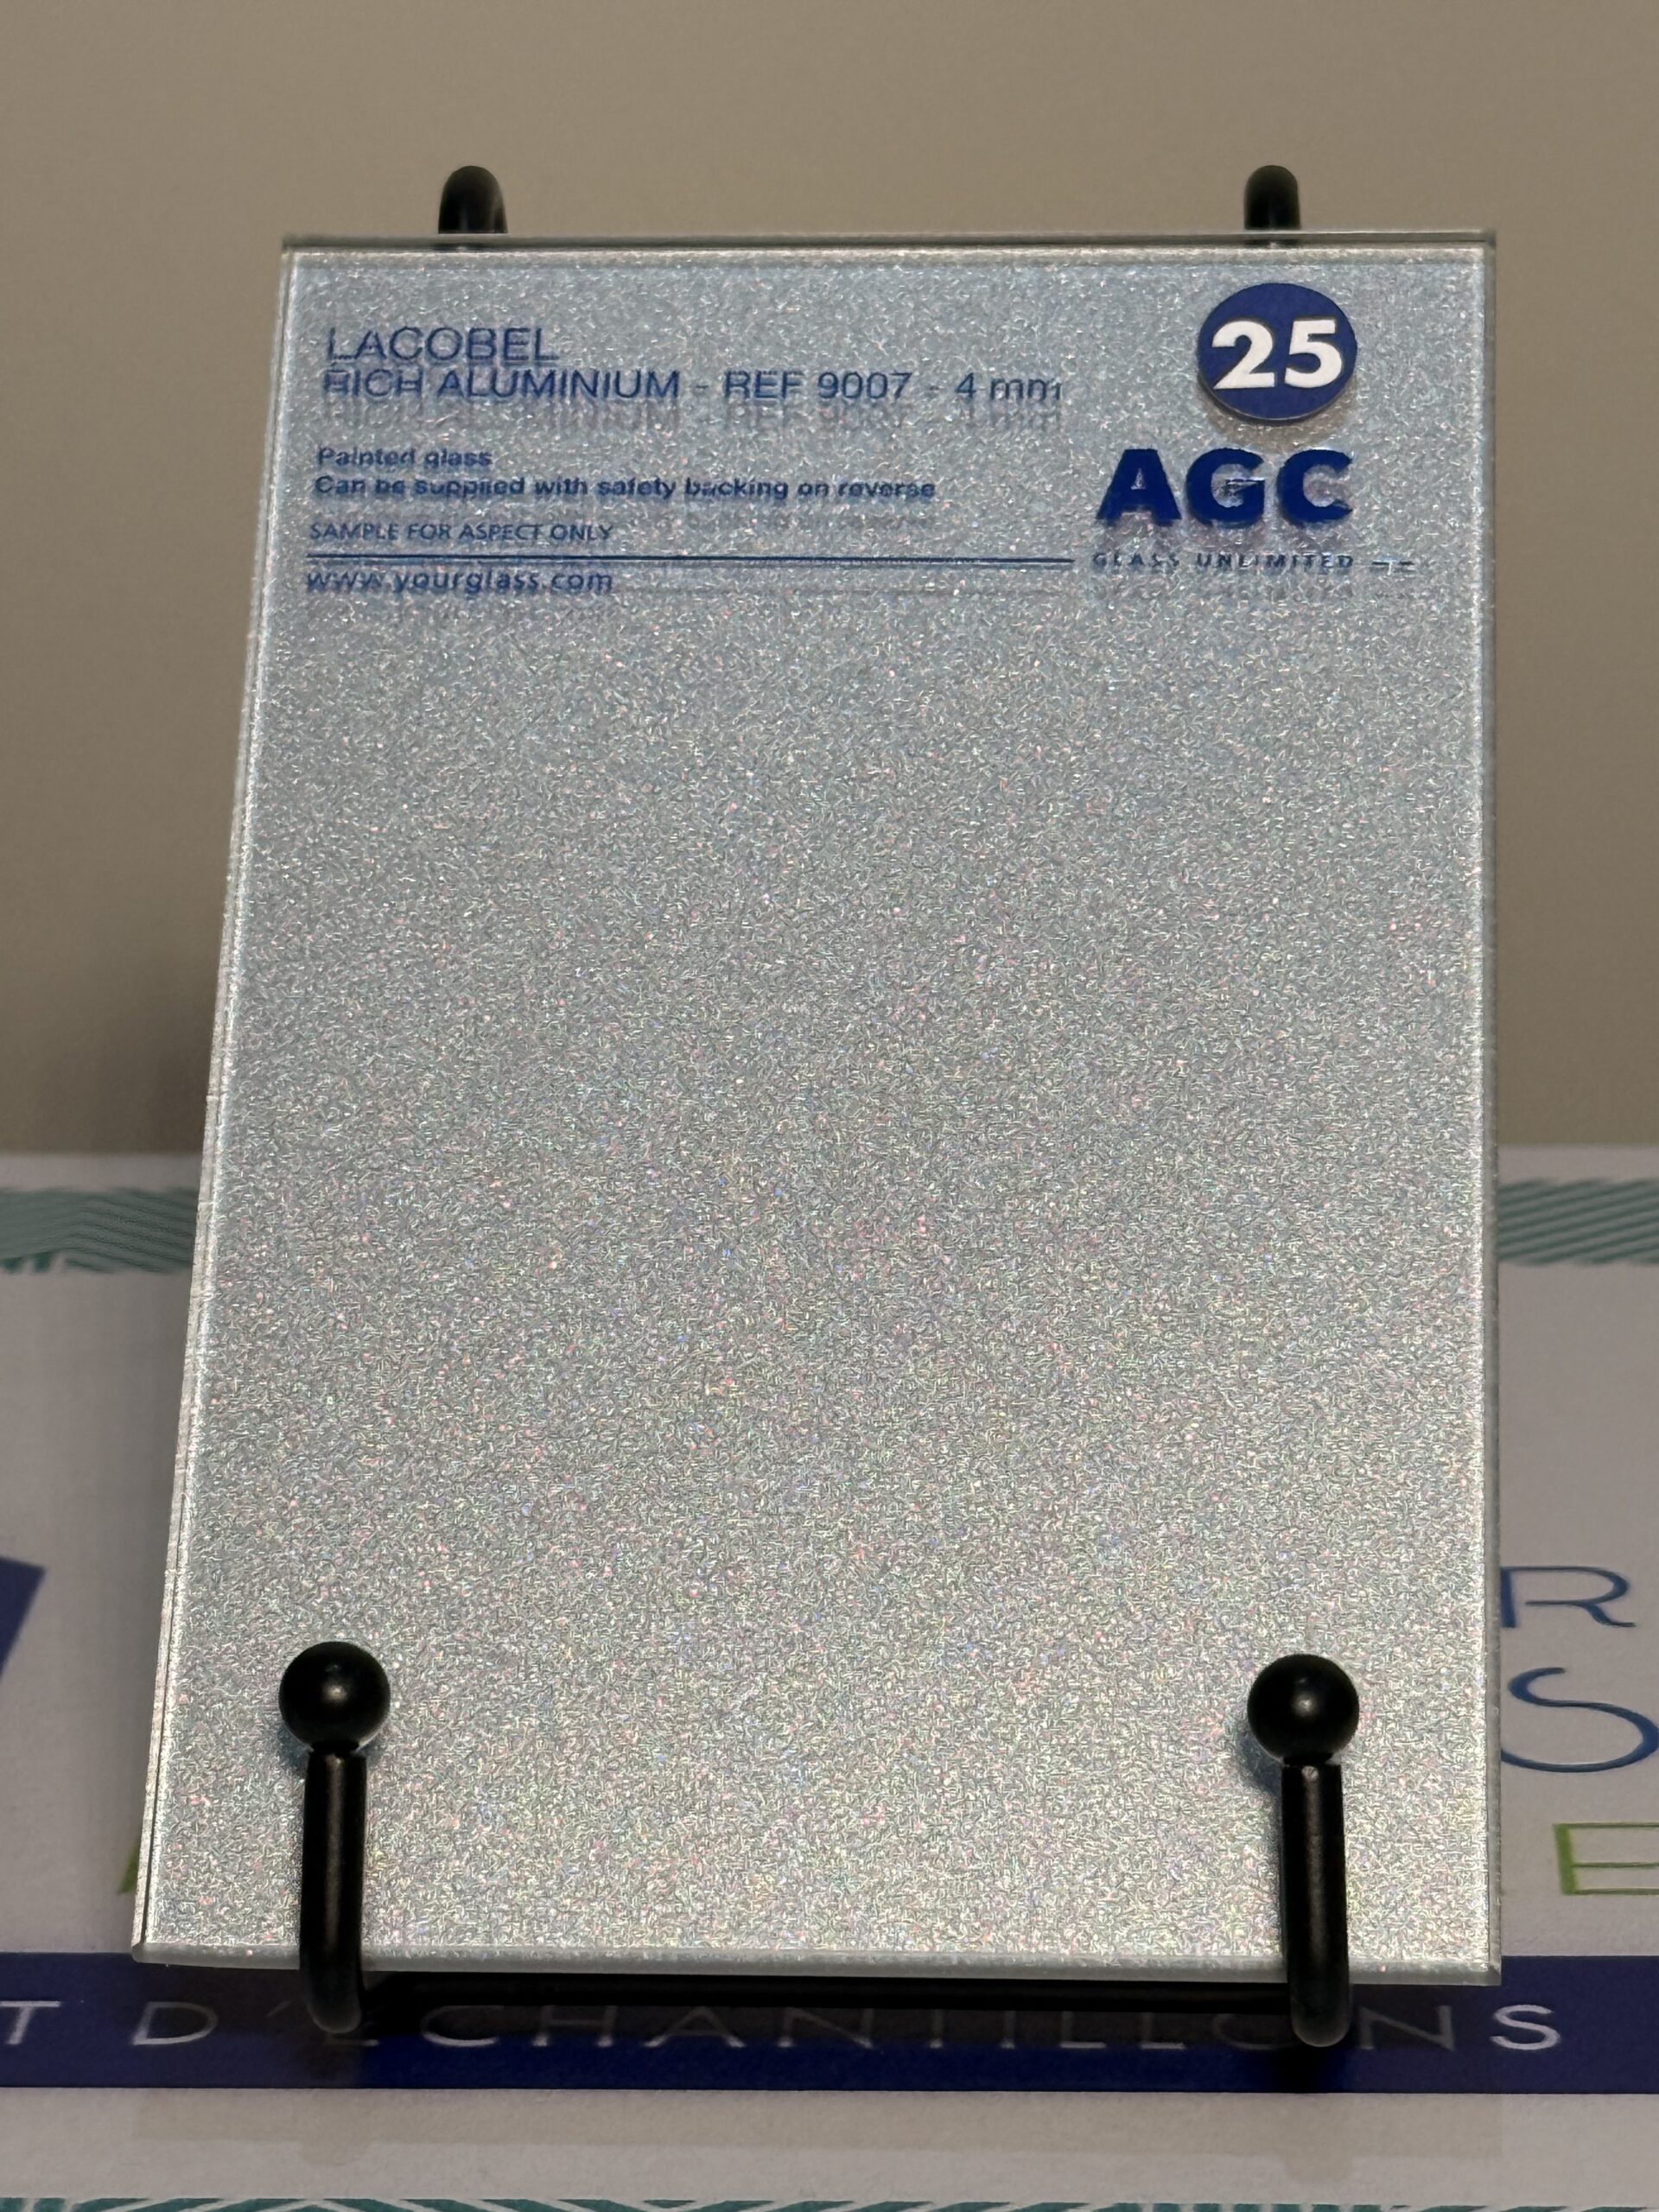 25
LACOBEL
RICH ALUMINIUM - REF 9007 - 4 mm
Painted glass
Can be supplied with safety backing on reverse
SAMPLE FOR ASPECT ONLY
www.yourglass.com
AGC
GLASS UNLIMITED
R
S
E
T D'ÉCHANTILLONS